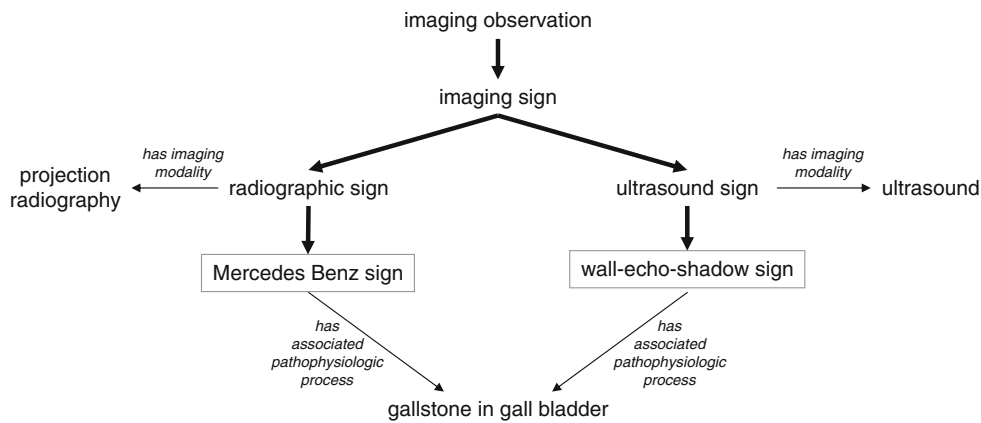 imaging observation
imaging sign
has imaging
modality
projection
radiography
radiographic sign
ultrasound sign
has imaging
modality
ultrasound
Mercedes Benz sign
wall-echo-shadow sign
has
associated
pathophysiologic
process
has
associated
pathophysiologic
process
gallstone in gall bladder